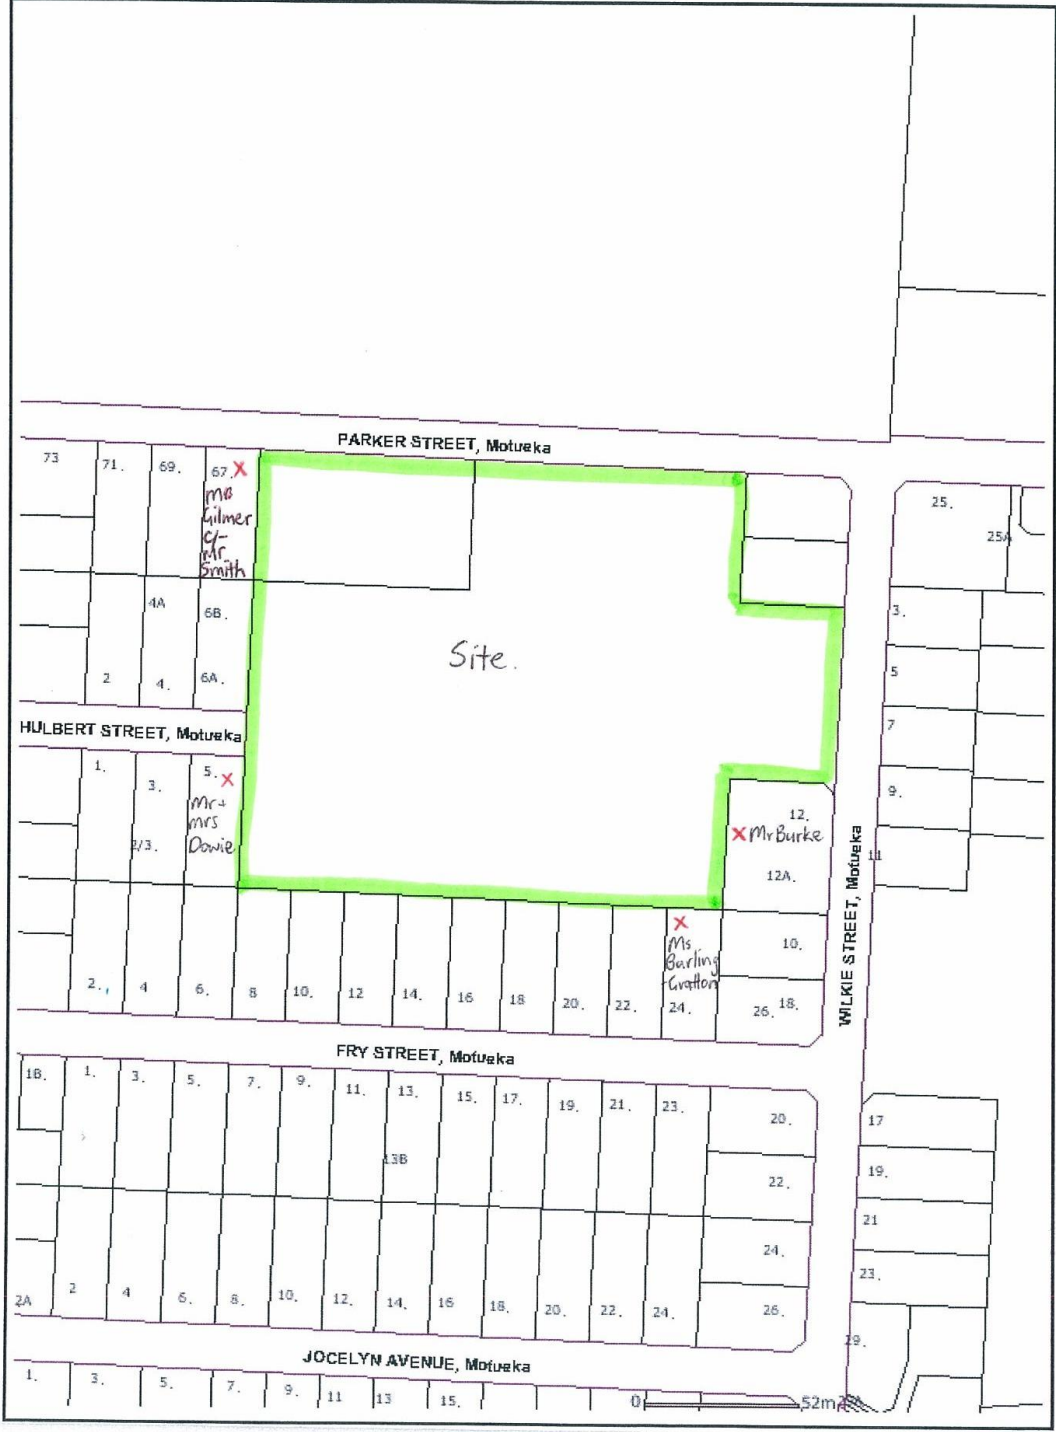 PARKER STREET, Motueka
73
71.
69.
67. X
Gilmer
c/-
Mr
Smith
25.
25A
4A
6B.
3.
Site.
2
4.
6A.
5
HULBERT STREET, Motueka
7
1.
3.
5. X
Mr +
Mrs
Dowie
2/3.
9.
12.
X Mr Burke
12A.
11
WILKIE STREET, Motueka
X
Ms
Barling
-Gratton
10.
2.
4
6.
8
10.
12
14.
16
18
20.
22.
24.
26.
18.
FRY STREET, Motueka
1B.
1.
3.
5.
7.
9.
11.
13.
15.
17.
19.
21.
23.
20.
17
13B
22.
19.
21
24.
23.
2A
2
4
6.
8.
10.
12.
14.
16
18.
20.
22.
24.
26.
29.
JOCELYN AVENUE, Motueka
1.
3.
5.
7.
9.
11
13
15.
0
52m